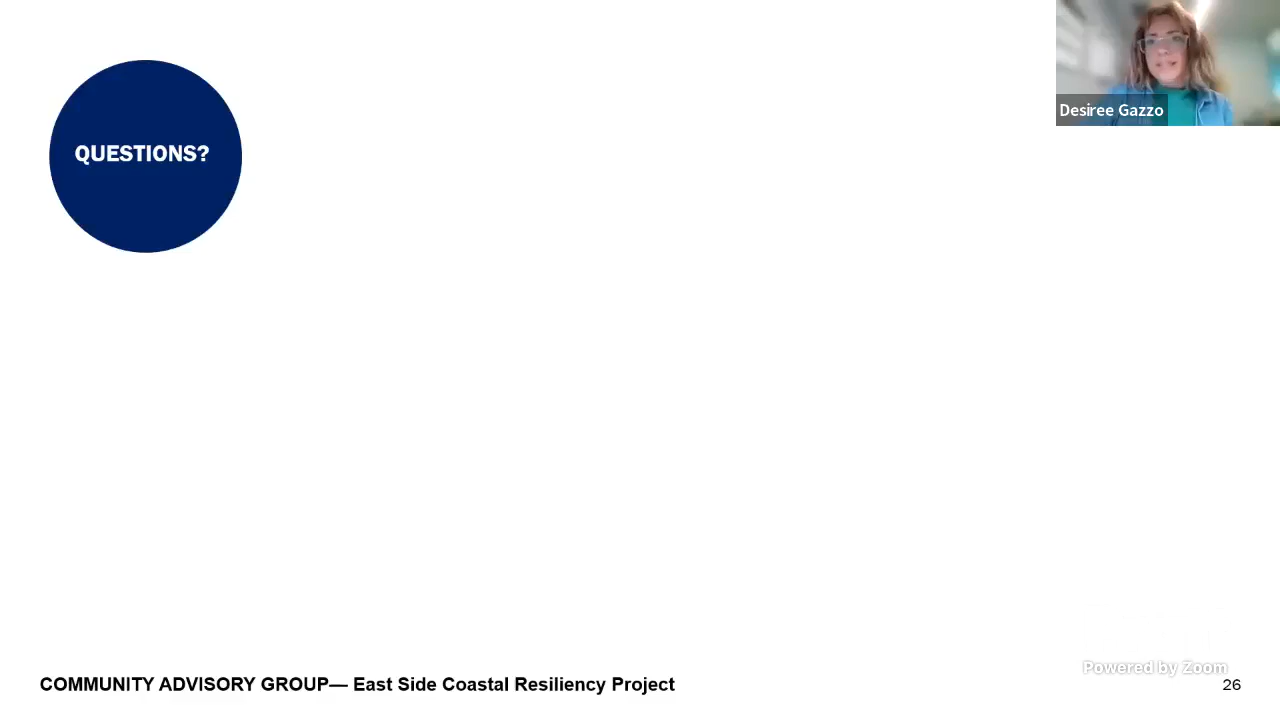 Desiree Gazzo
QUESTIONS?
Powered by Zoom
COMMUNITY ADVISORY GROUP— East Side Coastal Resiliency Project
26